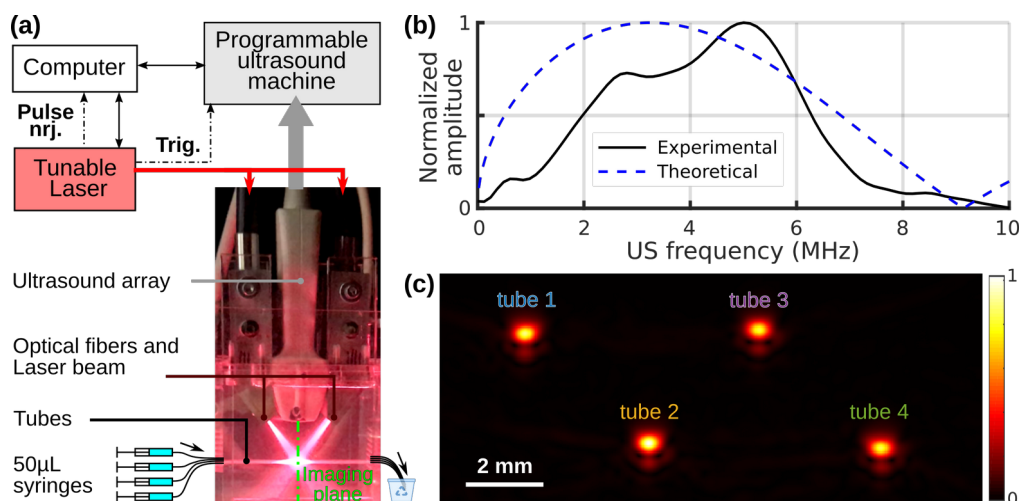 (a)
Computer
Programmable
ultrasound
machine
Pulse
nrj.
Trig.
Tunable
Laser
Ultrasound array
Optical fibers and
Laser beam
Tubes
50µL
syringes
Imaging
plane
(b)
Normalized
amplitude
1
0
Experimental
Theoretical
0 2 4 6 8 10
US frequency (MHz)
(c)
tube 1
tube 3
tube 2
tube 4
2 mm
1
0